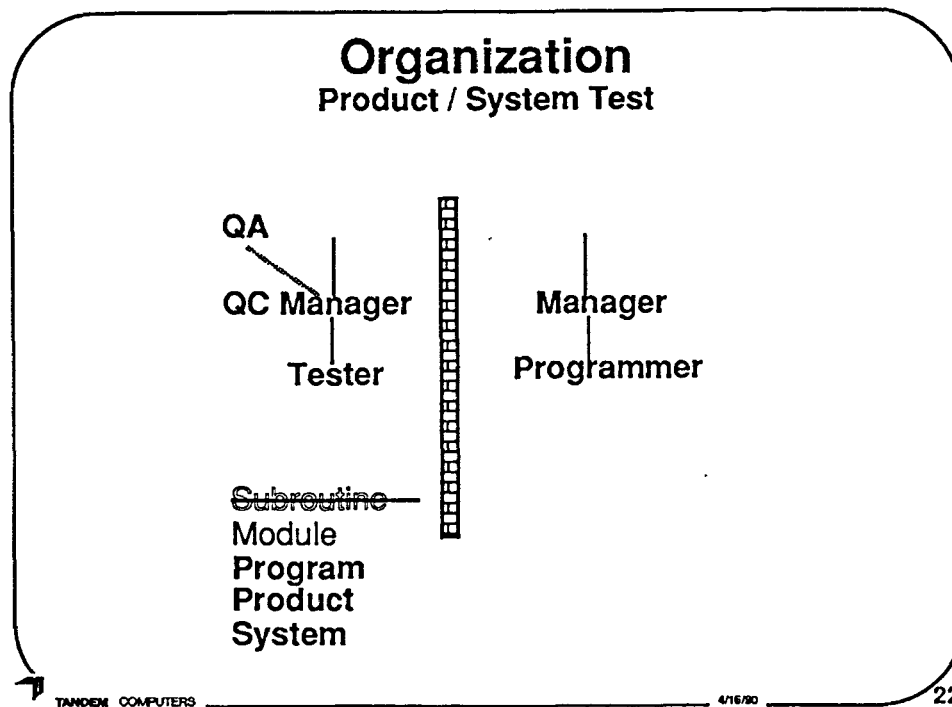 Organization
Product / System Test
QA
QC Manager
Tester
Manager
Programmer
Subroutine
Module
Program
Product
System
TANDEM COMPUTERS
4/16/90
22